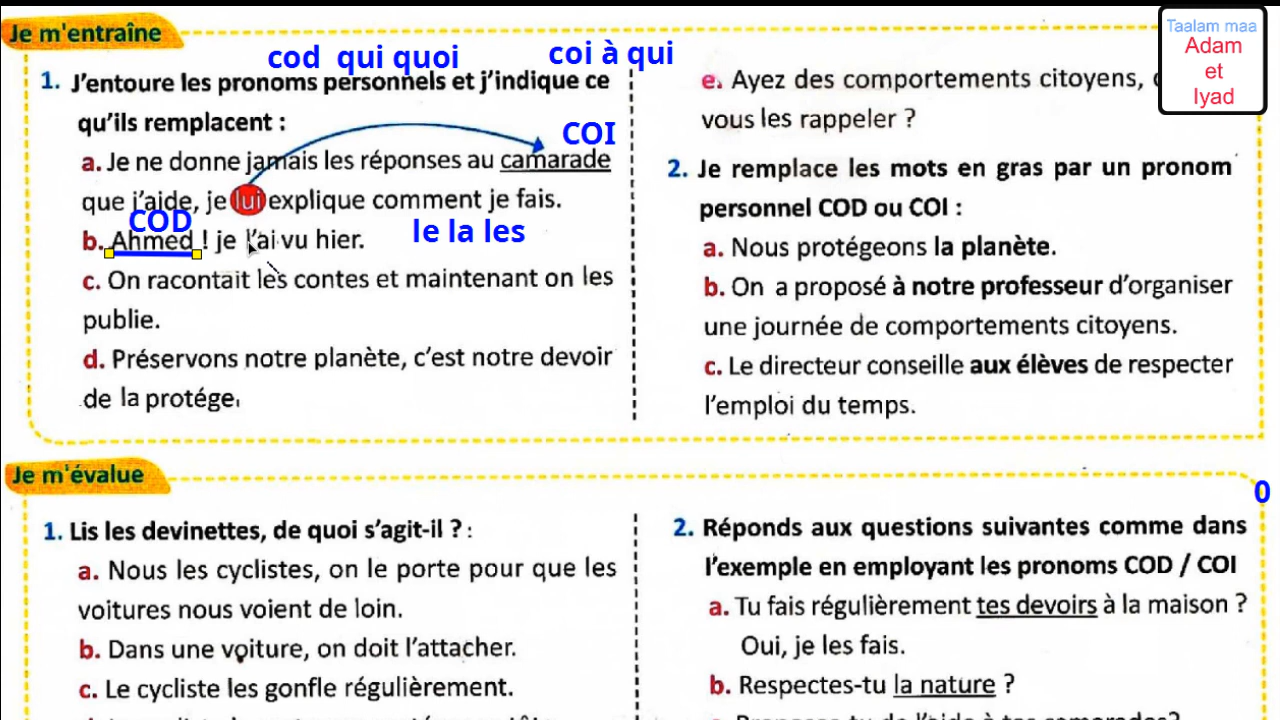 Je m'entraîne
cod qui quoi
coi à qui
1. J'entoure les pronoms personnels et j'indique ce
qu'ils remplacent :
COI
a. Je ne donne jamais les réponses au camarade
que j'aide, je lui explique comment je fais.
COD
le la les
b. Ahmed ! je l'ai vu hier.
c. On racontait les contes et maintenant on les
publie.
d. Préservons notre planète, c'est notre devoir
de la protége
Taalam maa
Adam
et
Iyad
e. Ayez des comportements citoyens,
vous les rappeler ?
2. Je remplace les mots en gras par un pronom
personnel COD ou COI :
a. Nous protégeons la planète.
b. On a proposé à notre professeur d'organiser
une journée de comportements citoyens.
c. Le directeur conseille aux élèves de respecter
l'emploi du temps.
Je m'évalue
0
1. Lis les devinettes, de quoi s'agit-il ? :
a. Nous les cyclistes, on le porte pour que les
voitures nous voient de loin.
b. Dans une voiture, on doit l'attacher.
c. Le cycliste les gonfle régulièrement.
2. Réponds aux questions suivantes comme dans
l'exemple en employant les pronoms COD / COI
a. Tu fais régulièrement tes devoirs à la maison ?
Oui, je les fais.
b. Respectes-tu la nature ?